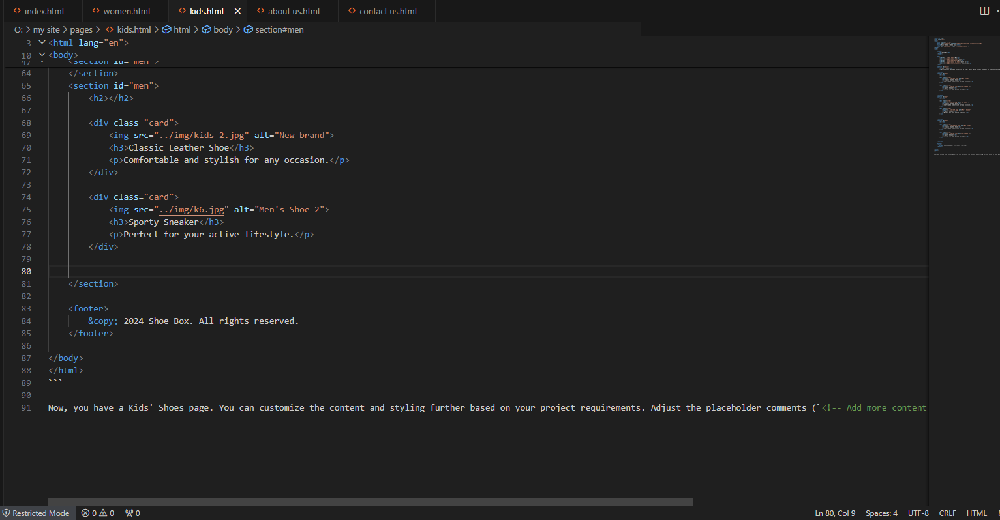 index.html women.html kids.html about us.html contact us.html
O: > my site > pages > kids.html > html > body > section#men
3 <html lang="en">
10 <body>
47 <section id="men">
64 </section>
65 <section id="men">
66 <h2></h2>
67
68 <div class="card">
69 <img src="../img/kids 2.jpg" alt="New brand">
70 <h3>Classic Leather Shoe</h3>
71 <p>Comfortable and stylish for any occasion.</p>
72 </div>
73
74 <div class="card">
75 <img src="../img/k6.jpg" alt="Men's Shoe 2">
76 <h3>Sporty Sneaker</h3>
77 <p>Perfect for your active lifestyle.</p>
78 </div>
79
80
81 </section>
82
83 <footer>
84 &copy; 2024 Shoe Box. All rights reserved.
85 </footer>
86
87 </body>
88 </html>
89 ```
90
91 Now, you have a Kids' Shoes page. You can customize the content and styling further based on your project requirements. Adjust the placeholder comments (`<!-- Add more content
Restricted Mode 0 0 0 Ln 80, Col 9 Spaces: 4 UTF-8 CRLF HTML